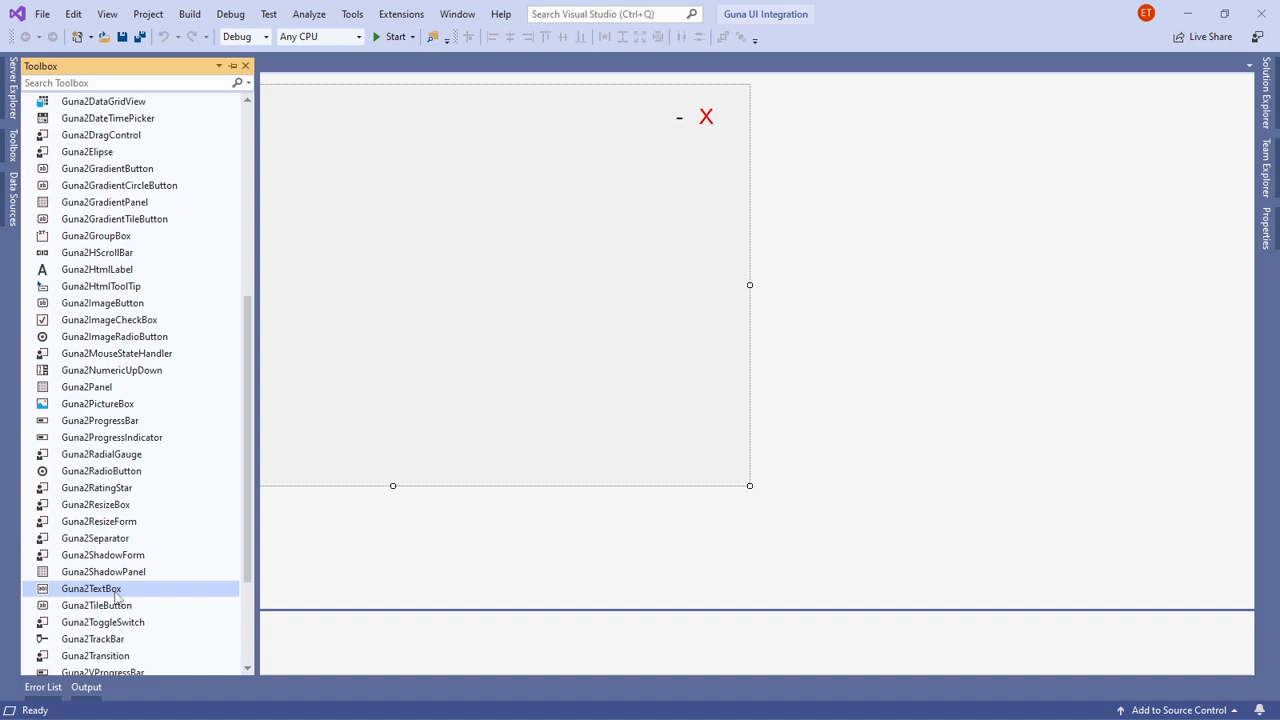 File Edit View Project Build Debug Test Analyze Tools Extensions Window Help Search Visual Studio (Ctrl+Q) Guna UI Integration ET
Debug Any CPU Start Live Share
Toolbox
Search Toolbox
Server Explorer
Toolbox
Data Sources
Guna2DataGridView
Guna2DateTimePicker
Guna2DragControl
Guna2Elipse
Guna2GradientButton
Guna2GradientCircleButton
Guna2GradientPanel
Guna2GradientTileButton
Guna2GroupBox
Guna2HScrollBar
Guna2HtmlLabel
Guna2HtmlToolTip
Guna2ImageButton
Guna2ImageCheckBox
Guna2ImageRadioButton
Guna2MouseStateHandler
Guna2NumericUpDown
Guna2Panel
Guna2PictureBox
Guna2ProgressBar
Guna2ProgressIndicator
Guna2RadialGauge
Guna2RadioButton
Guna2RatingStar
Guna2ResizeBox
Guna2ResizeForm
Guna2Separator
Guna2ShadowForm
Guna2ShadowPanel
Guna2TextBox
Guna2TileButton
Guna2ToggleSwitch
Guna2TrackBar
Guna2Transition
Guna2VProgressBar
- X
Solution Explorer
Team Explorer
Properties
Error List Output
Ready Add to Source Control